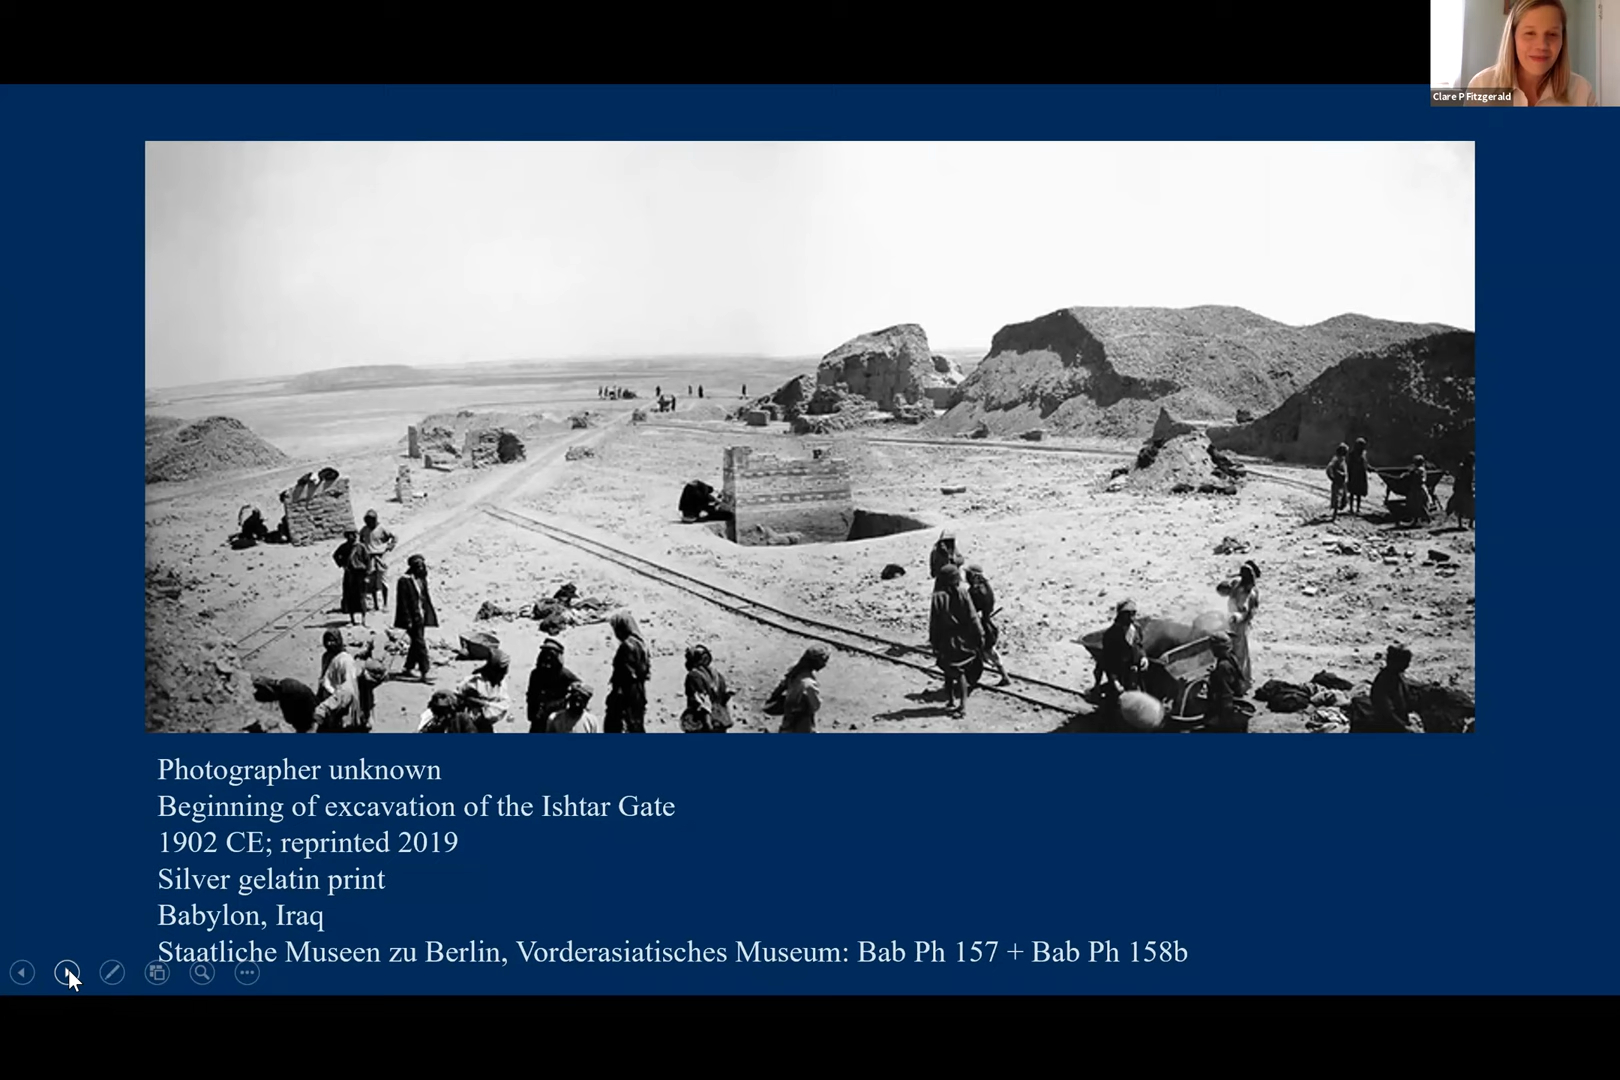 Clare P Fitzgerald
Photographer unknown
Beginning of excavation of the Ishtar Gate
1902 CE; reprinted 2019
Silver gelatin print
Babylon, Iraq
Staatliche Museen zu Berlin, Vorderasiatisches Museum: Bab Ph 157 + Bab Ph 158b